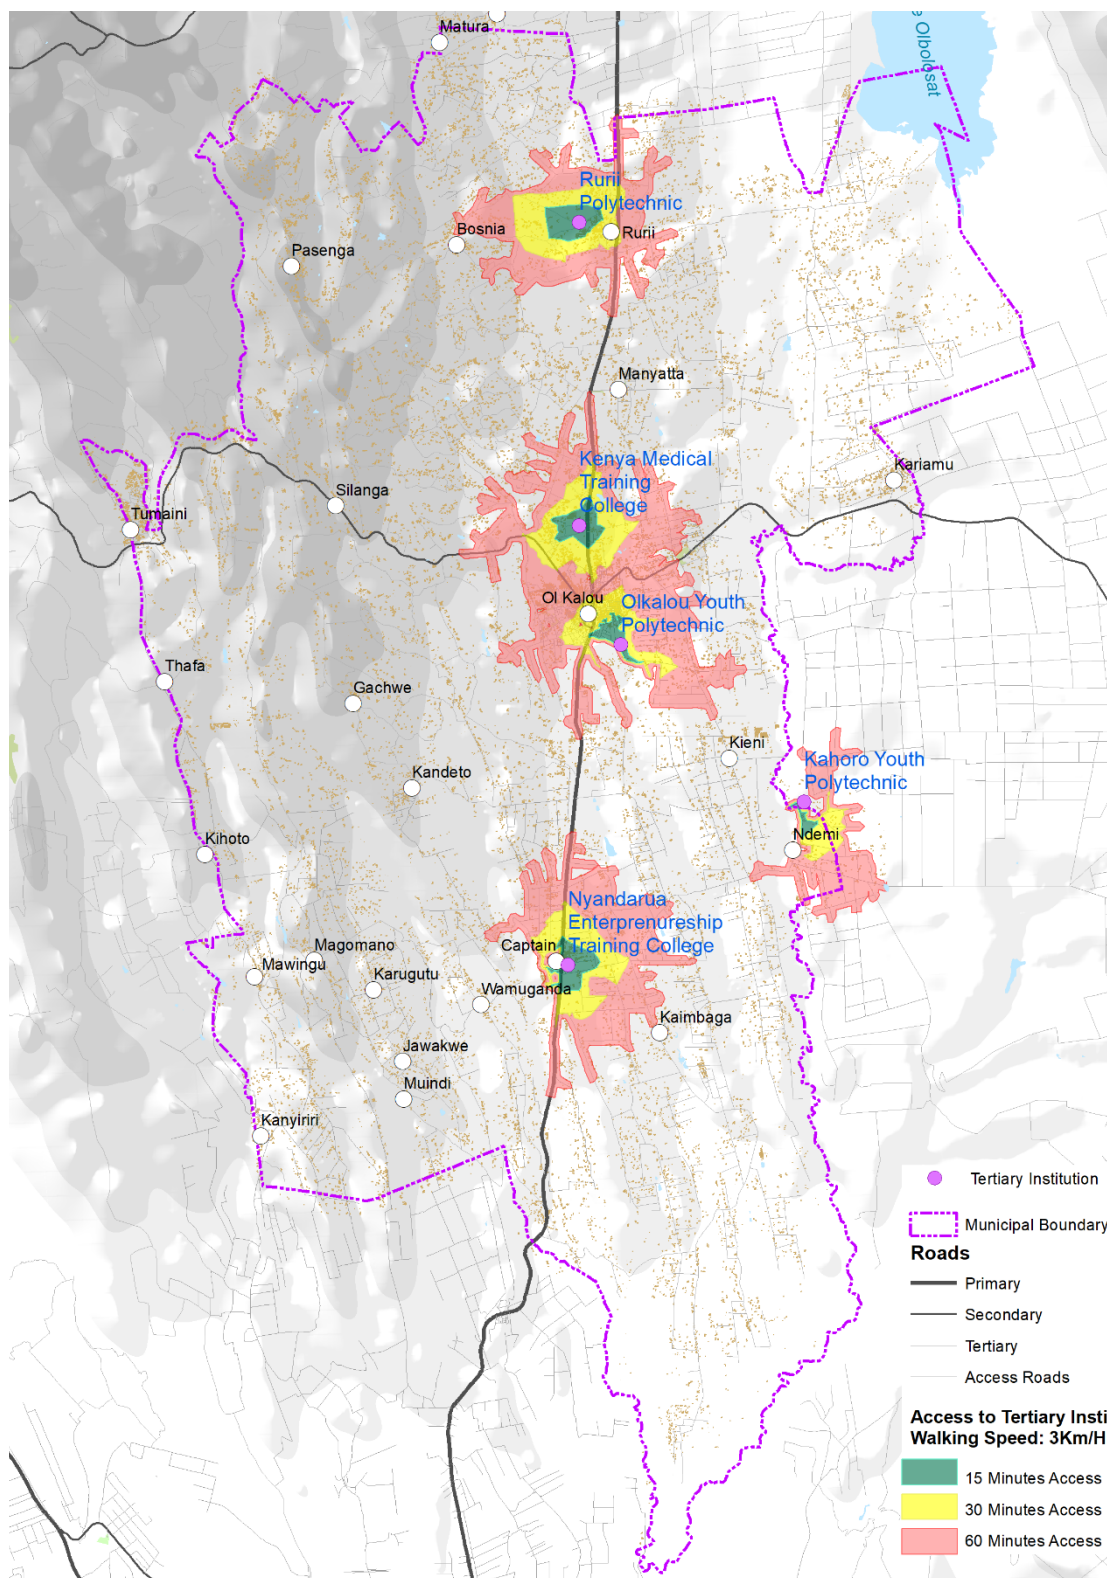 Matura
e Olbolosat
Rurii
Polytechnic
Bosnia
Rurii
Pasenga
Manyatta
Kenya Medical
Training
College
Kariamu
Silanga
Tumaini
Ol Kalou
Olkalou Youth
Polytechnic
Thafa
Gachwe
Kieni
Kahoro Youth
Polytechnic
Kandeto
Ndemi
Kihoto
Nyandarua
Enterprenureship
Training College
Captain
Magomano
Mawingu
Karugutu
Wamuganda
Kaimbaga
Jawakwe
Muindi
Kanyiriri
Tertiary Institution
Municipal Boundary
Roads
Primary
Secondary
Tertiary
Access Roads
Access to Tertiary Insti
Walking Speed: 3Km/H
15 Minutes Access
30 Minutes Access
60 Minutes Access